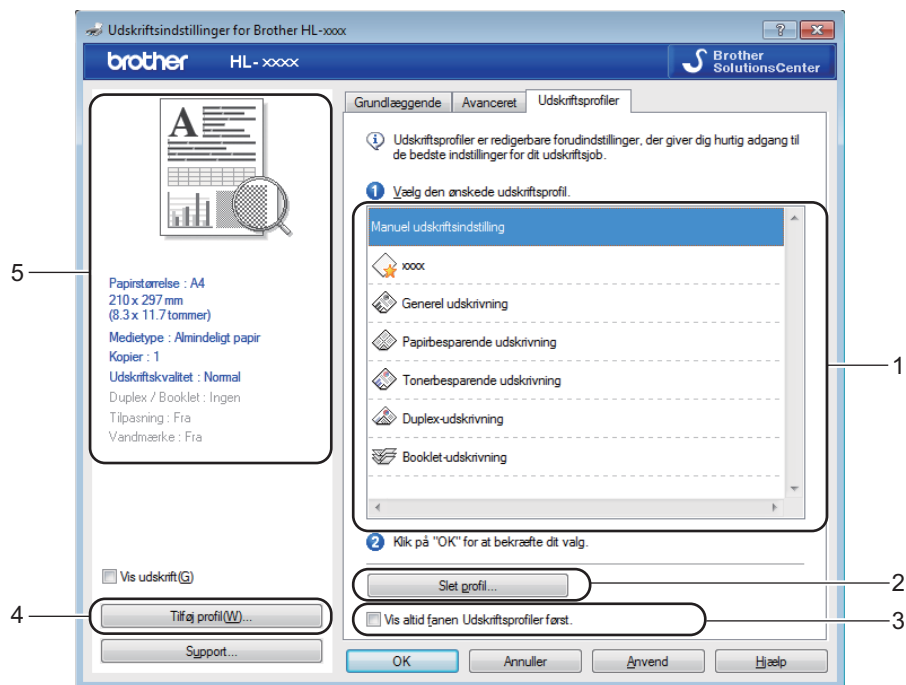 Udskriftsindstillinger for Brother HL-xxxx
brother HL-xxxx
Brother
SolutionsCenter
5
A
Papirstørrelse : A4
210 x 297 mm
(8.3 x 11.7 tommer)
Medietype : Almindeligt papir
Kopier : 1
Udskriftskvalitet : Normal
Duplex / Booklet : Ingen
Tilpasning : Fra
Vandmærke : Fra
Vis udskrift(G)
4
Tilføj profil(W)...
Support...
Grundlæggende Avanceret Udskriftsprofiler
Udskriftsprofiler er redigerbare forudindstillinger, der giver dig hurtig adgang til
de bedste indstillinger for dit udskriftsjob.
1 Vælg den ønskede udskriftsprofil.
Manuel udskriftsindstilling
xxxx
Generel udskrivning
Papirbesparende udskrivning
Tonerbesparende udskrivning
Duplex-udskrivning
Booklet-udskrivning
1
2 Klik på "OK" for at bekræfte dit valg.
Slet profil...
2
Vis altid fanen Udskriftsprofiler først.
3
OK Annuller Anvend Hjælp